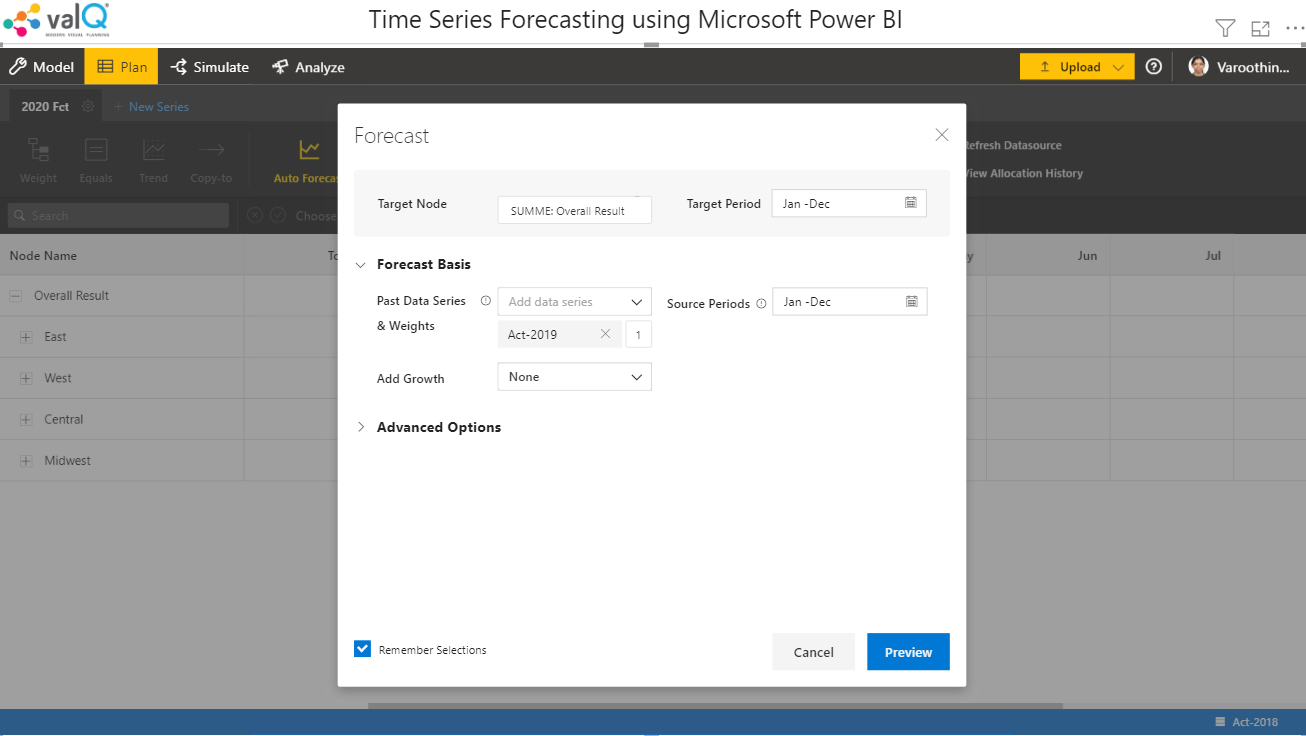 valQ
MODERN VISUAL PLANNING
Time Series Forecasting using Microsoft Power BI
Model Plan Simulate Analyze Upload Varoothin...
2020 Fct + New Series
Weight Equals Trend Copy-to Auto Forecas
Refresh Datasource
View Allocation History
Search Choose
Node Name To y Jun Jul
Overall Result
East
West
Central
Midwest
Forecast
Target Node SUMME: Overall Result Target Period Jan -Dec
Forecast Basis
Past Data Series & Weights Add data series Source Periods Jan -Dec
Act-2019 1
Add Growth None
Advanced Options
Remember Selections Cancel Preview
Act-2018